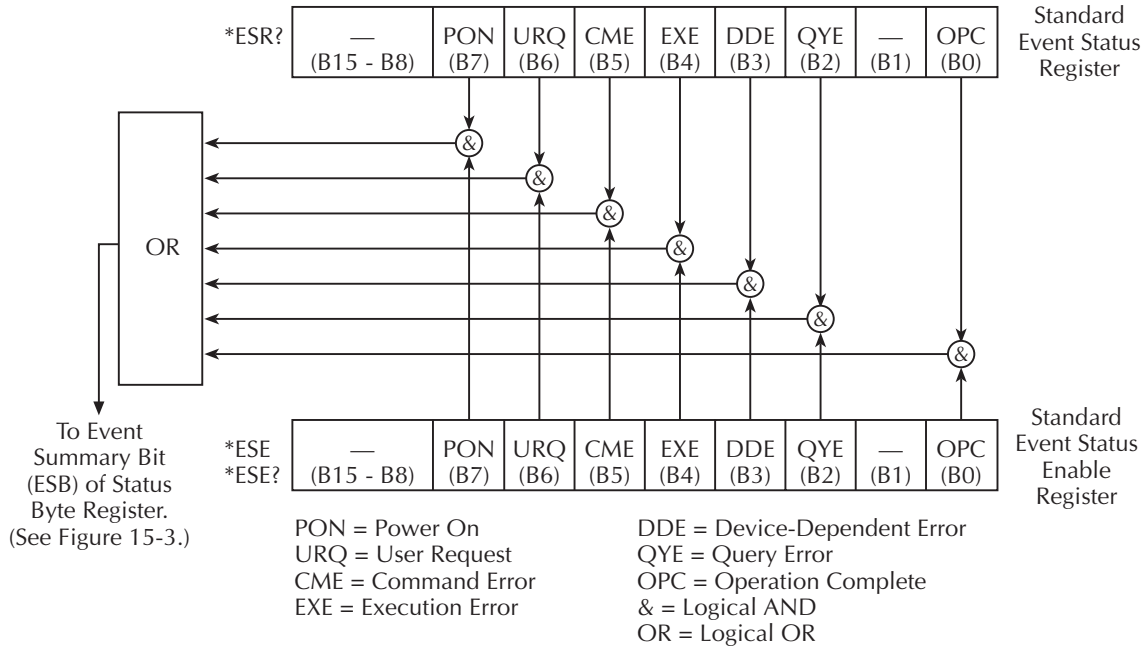 *ESR?
— PON URQ CME EXE DDE QYE — OPC
(B15 - B8) (B7) (B6) (B5) (B4) (B3) (B2) (B1) (B0)
Standard
Event Status
Register
&
&
&
OR
&
&
&
&
To Event
Summary Bit
(ESB) of Status
Byte Register.
(See Figure 15-3.)
*ESE
*ESE?
— PON URQ CME EXE DDE QYE — OPC
(B15 - B8) (B7) (B6) (B5) (B4) (B3) (B2) (B1) (B0)
Standard
Event Status
Enable
Register
PON = Power On
URQ = User Request
CME = Command Error
EXE = Execution Error
DDE = Device-Dependent Error
QYE = Query Error
OPC = Operation Complete
& = Logical AND
OR = Logical OR